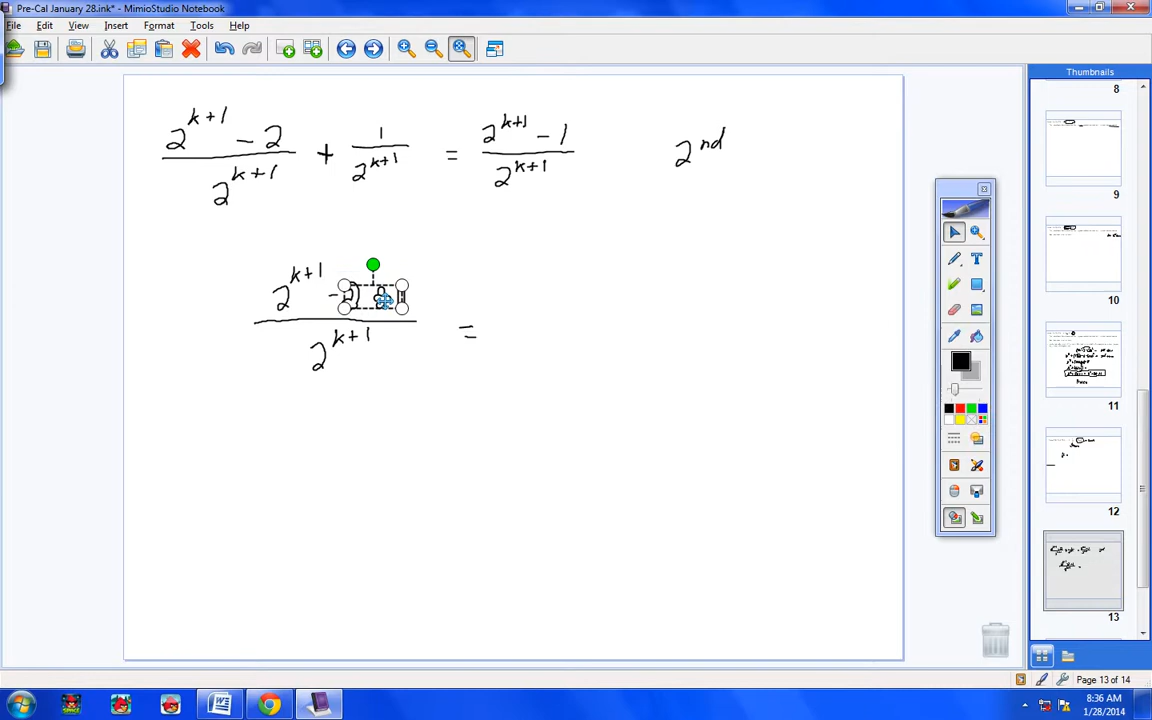 Pre-Cal January 28.ink* - MimioStudio Notebook
File Edit View Insert Format Tools Help
Thumbnails
8
9
10
11
12
13
2^{k+1} - 2 / 2^{k+1} + 1 / 2^{k+1} = 2^{k+1} - 1 / 2^{k+1} 2^{nd}
2^{k+1} - 2 / 2^{k+1} =
T
Page 13 of 14
8:36 AM
1/28/2014